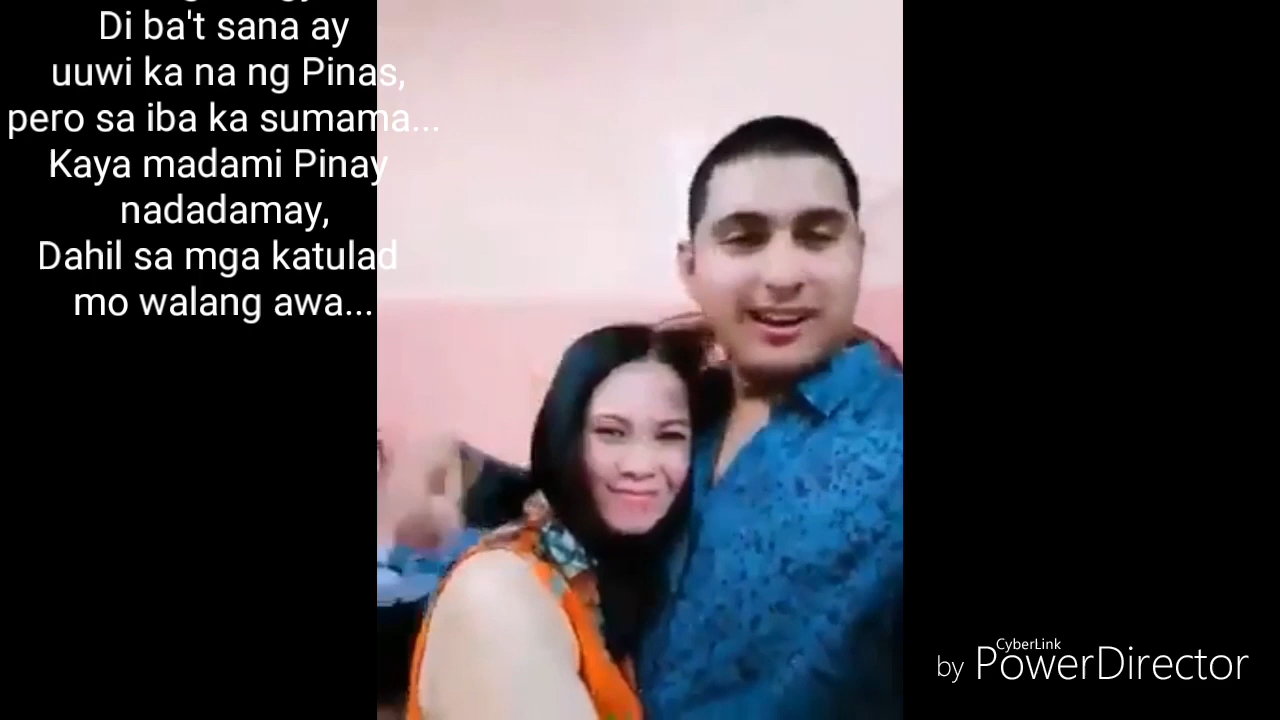 Di ba't sana ay
uuwi ka na ng Pinas,
pero sa iba ka sumama...
Kaya madami Pinay
nadadamay,
Dahil sa mga katulad
mo walang awa...
CyberLink
by PowerDirector